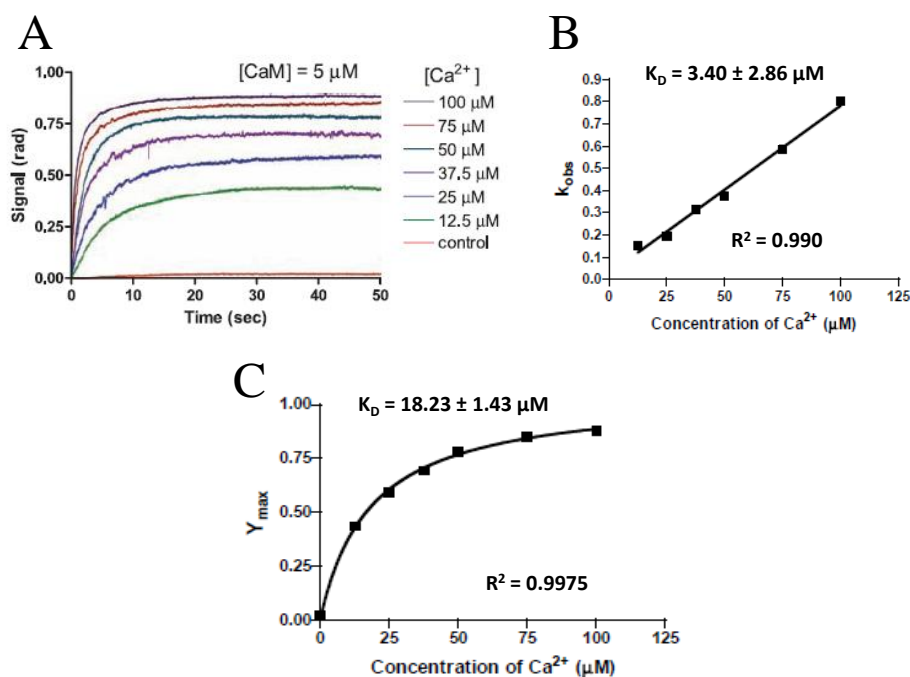 A
[CaM] = 5 µM
[Ca²⁺]
100 µM
75 µM
50 µM
37.5 µM
25 µM
12.5 µM
control
Signal (rad)
1.00
0.75
0.50
0.25
0.00
0 10 20 30 40 50
Time (sec)
B
K_D = 3.40 ± 2.86 µM
k_obs
0.9
0.8
0.7
0.6
0.5
0.4
0.3
0.2
0.1
0.0
R² = 0.990
0 25 50 75 100 125
Concentration of Ca²⁺ (µM)
C
K_D = 18.23 ± 1.43 µM
Y_max
1.00
0.75
0.50
0.25
0.00
R² = 0.9975
0 25 50 75 100 125
Concentration of Ca²⁺ (µM)